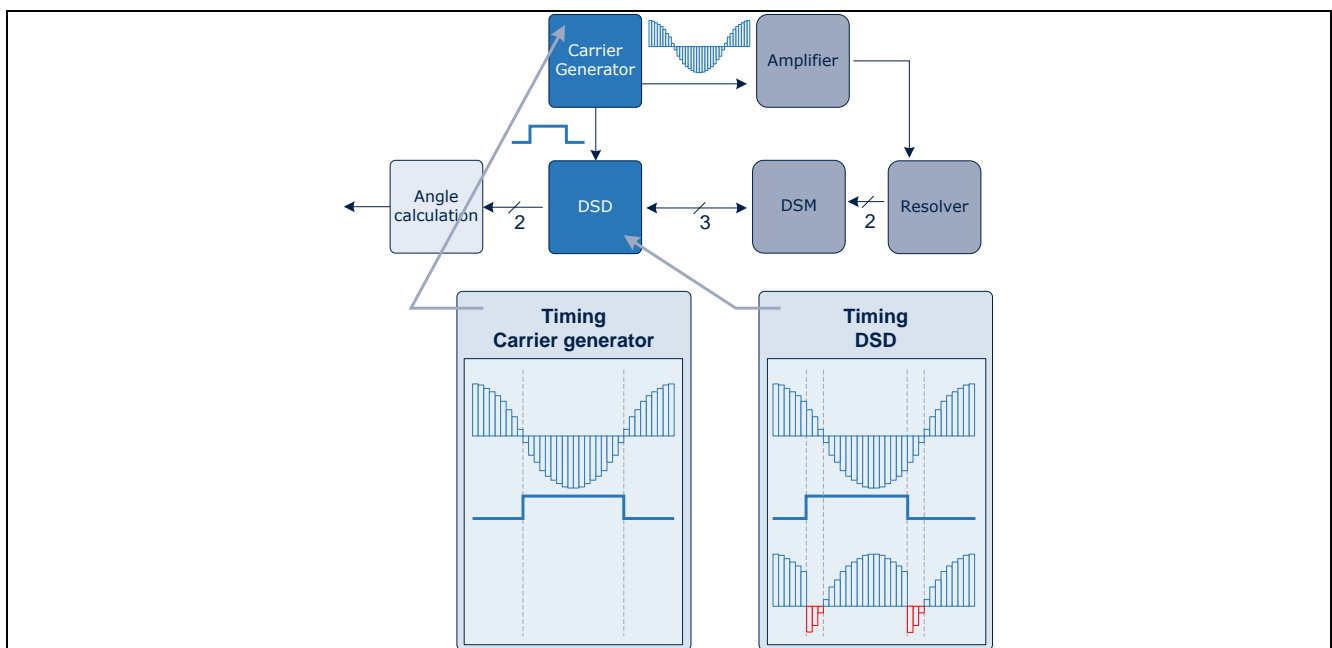 Carrier
Generator
Amplifier
Angle
calculation
2
DSD
3
DSM
2
Resolver
Timing
Carrier generator
Timing
DSD